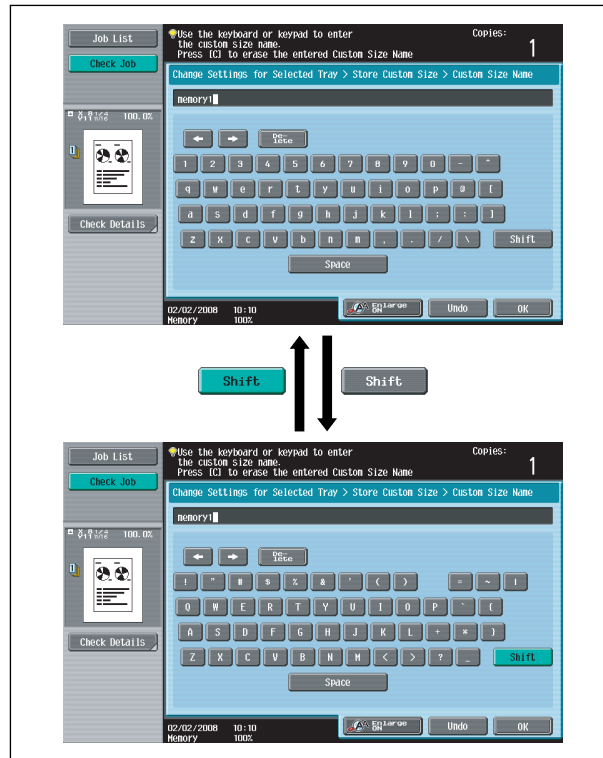 Job List
Check Job
Use the keyboard or keypad to enter
the custom size name.
Press [C] to erase the entered Custom Size Name
Copies:
1
Change Settings for Selected Tray > Store Custom Size > Custom Size Name
memory1
100.0%
De-
lete
1 2 3 4 5 6 7 8 9 0 - ^
q w e r t y u i o p @ [
a s d f g h j k l ; : ]
z x c v b n m , . / \ Shift
Space
Check Details
02/02/2008 10:10
Memory 100%
Enlarge
ON
Undo
OK
Shift
Shift
Job List
Check Job
Use the keyboard or keypad to enter
the custom size name.
Press [C] to erase the entered Custom Size Name
Copies:
1
Change Settings for Selected Tray > Store Custom Size > Custom Size Name
memory1
100.0%
De-
lete
! " # $ % & ' ( ) = ~ |
Q W E R T Y U I O P ` {
A S D F G H J K L + * }
Z X C V B N M < > ? _ Shift
Space
Check Details
02/02/2008 10:10
Memory 100%
Enlarge
ON
Undo
OK